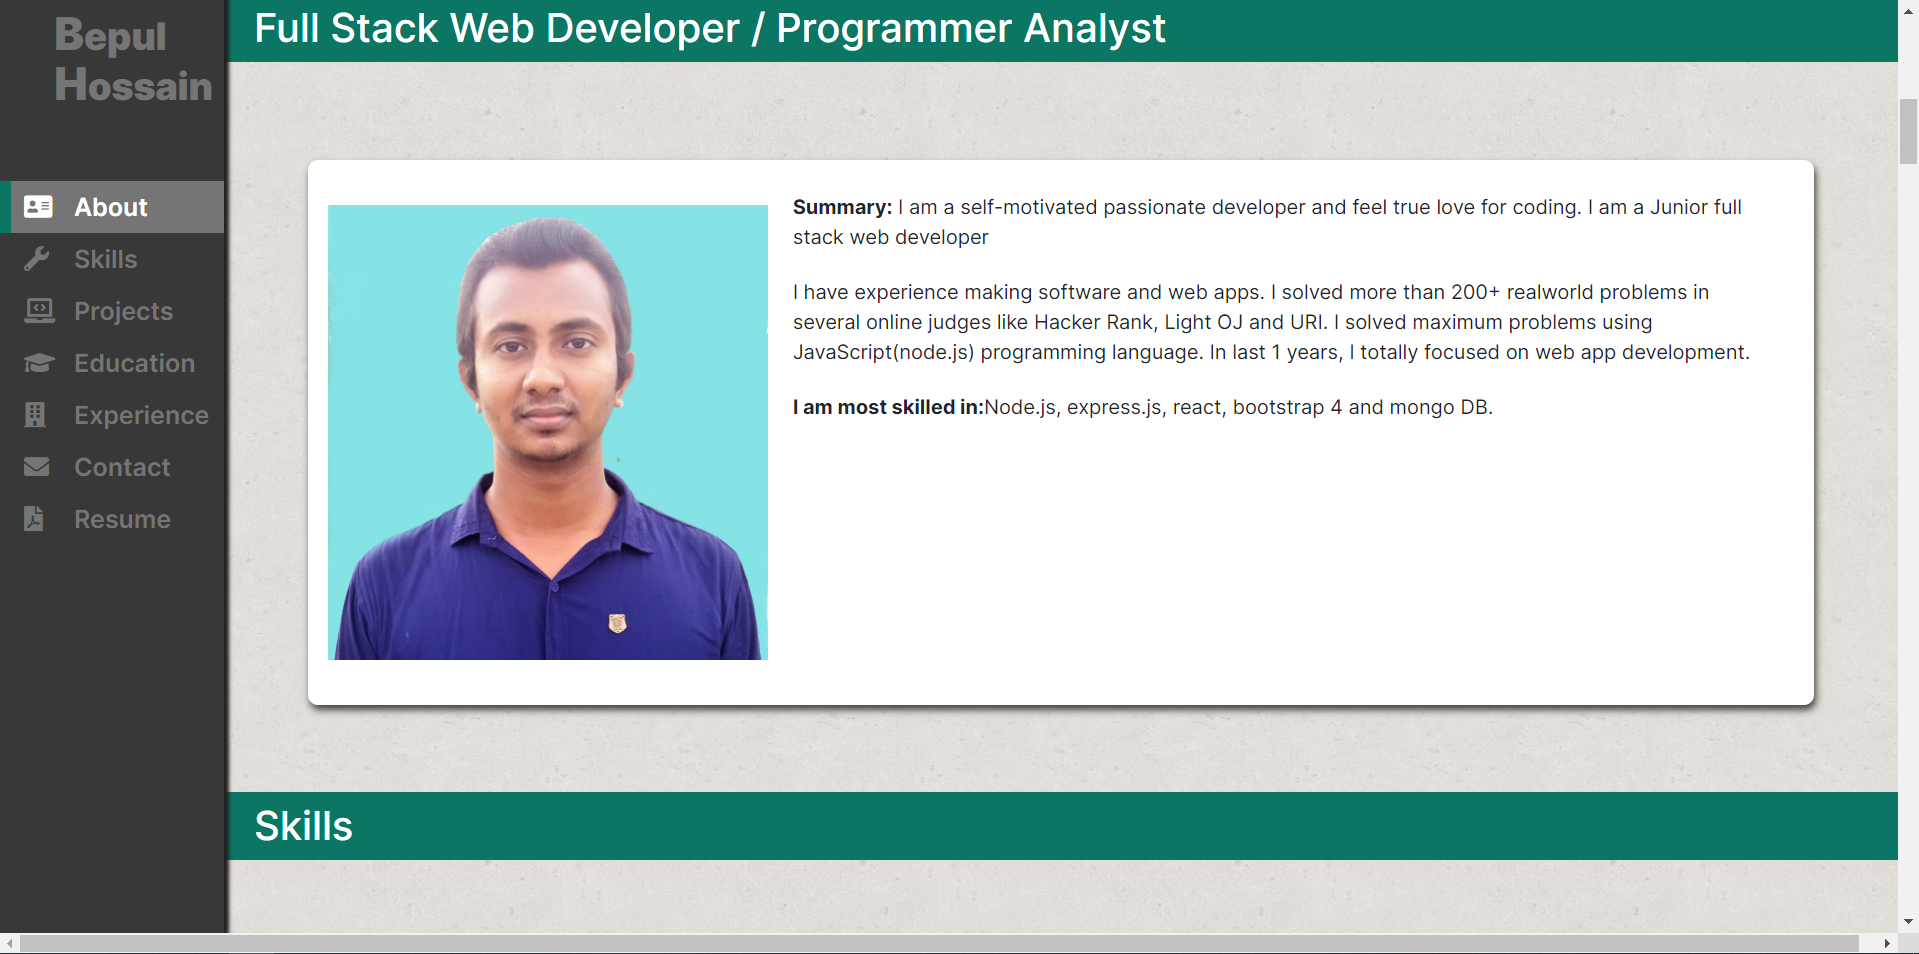 Bepul
Hossain
About
Skills
Projects
Education
Experience
Contact
Resume
Full Stack Web Developer / Programmer Analyst
Summary: I am a self-motivated passionate developer and feel true love for coding. I am a Junior full
stack web developer
I have experience making software and web apps. I solved more than 200+ realworld problems in
several online judges like Hacker Rank, Light OJ and URI. I solved maximum problems using
JavaScript(node.js) programming language. In last 1 years, I totally focused on web app development.
I am most skilled in:Node.js, express.js, react, bootstrap 4 and mongo DB.
Skills